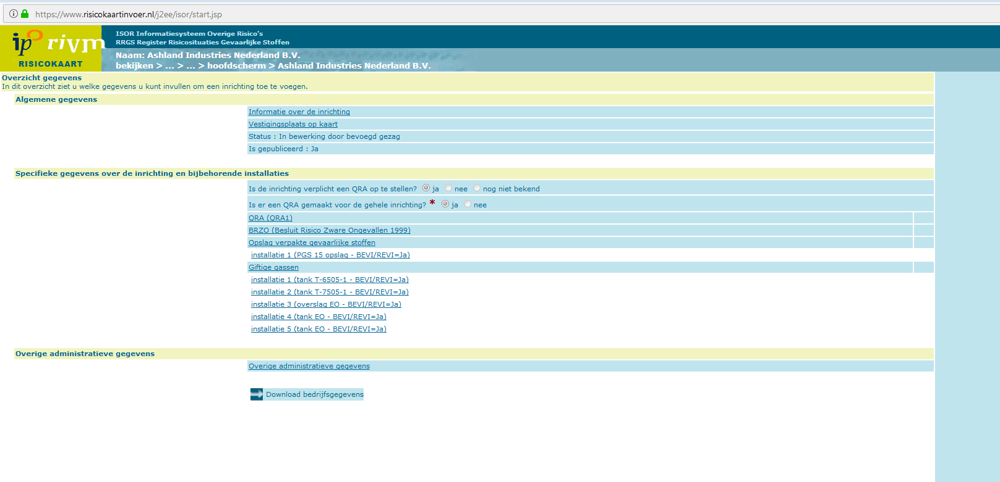 https://www.risicokaartinvoer.nl/j2ee/isor/start.jsp
ipo rivm
RISICOKAART
ISOR Informatiesysteem Overige Risico's
RRGS Register Risicosituaties Gevaarlijke Stoffen
Naam: Ashland Industries Nederland B.V.
bekijken > ... > ... > hoofdscherm > Ashland Industries Nederland B.V.
Overzicht gegevens
In dit overzicht ziet u welke gegevens u kunt invullen om een inrichting toe te voegen.
Algemene gegevens
Informatie over de inrichting
Vestigingsplaats op kaart
Status : In bewerking door bevoegd gezag
Is gepubliceerd : Ja
Specifieke gegevens over de inrichting en bijbehorende installaties
Is de inrichting verplicht een QRA op te stellen? ja nee nog niet bekend
Is er een QRA gemaakt voor de gehele inrichting? * ja nee
QRA (QRA1)
BRZO (Besluit Risico Zware Ongevallen 1999)
Opslag verpakte gevaarlijke stoffen
installatie 1 (PGS 15 opslag - BEVI/REVI=Ja)
Giftige gassen
installatie 1 (tank T-6505-1 - BEVI/REVI=Ja)
installatie 2 (tank T-7505-1 - BEVI/REVI=Ja)
installatie 3 (overslag EO - BEVI/REVI=Ja)
installatie 4 (tank EO - BEVI/REVI=Ja)
installatie 5 (tank EO - BEVI/REVI=Ja)
Overige administratieve gegevens
Overige administratieve gegevens
Download bedrijfsgegevens